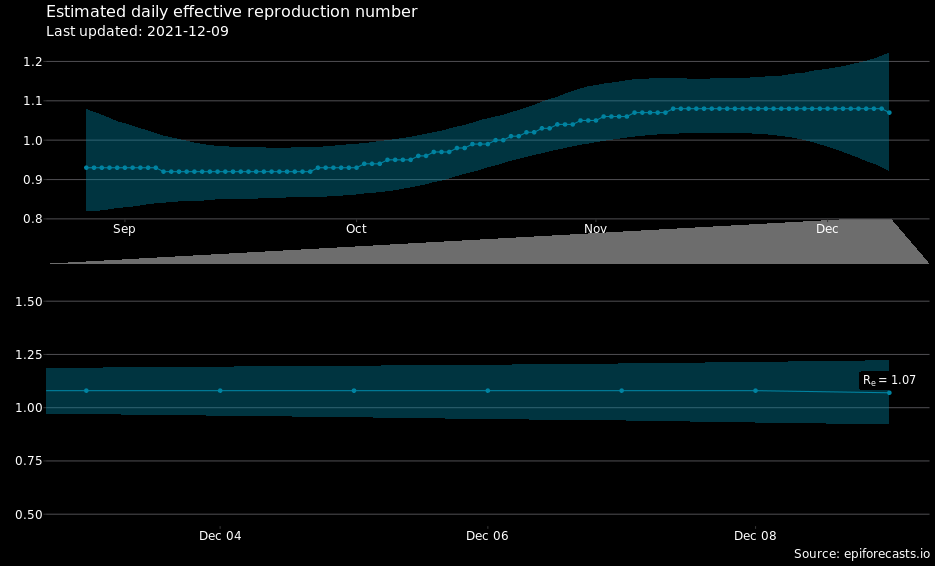 Estimated daily effective reproduction number
Last updated: 2021-12-09
1.2
1.1
1.0
0.9
0.8
Sep Oct Nov Dec
1.50
1.25
Re = 1.07
1.00
0.75
0.50
Dec 04 Dec 06 Dec 08
Source: epiforecasts.io